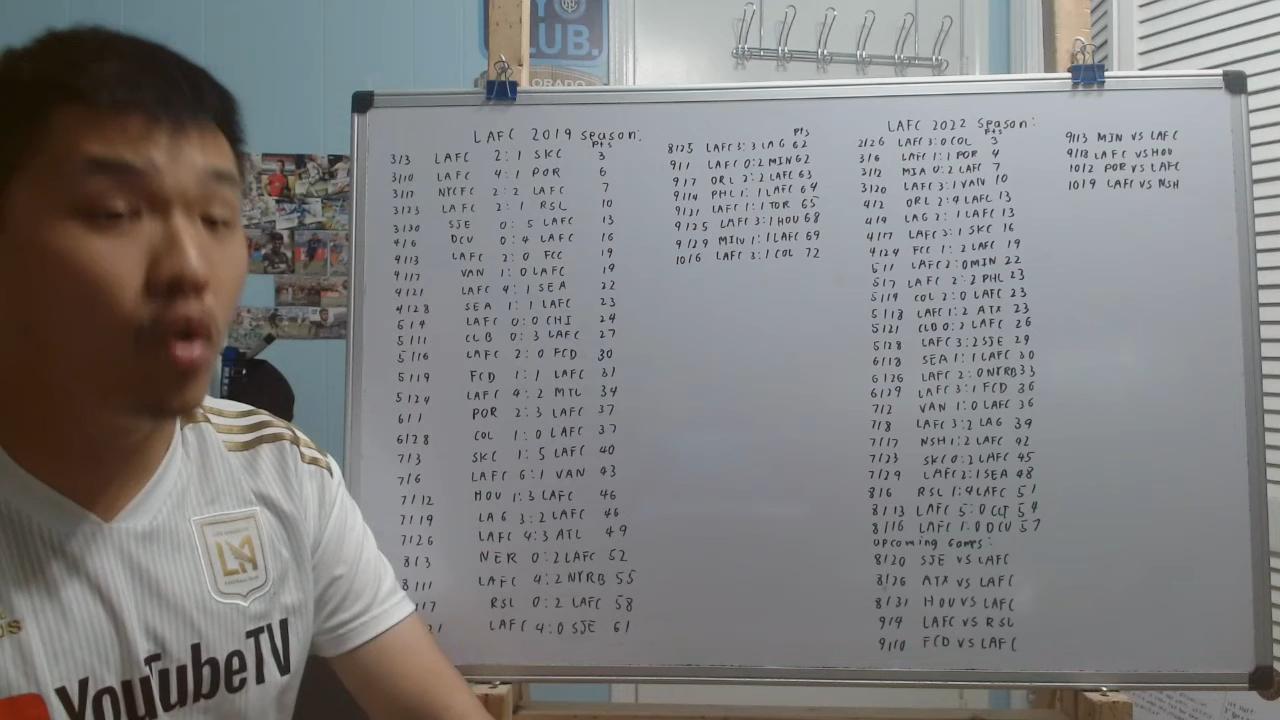 YO
CLUB.
ORADO
LAFC 2019 season:
Pts
3/3 LAFC 2:1 SKC 3
3/10 LAFC 4:1 POR 6
3/17 NYCFC 2:2 LAFC 7
3/23 LAFC 2:1 RSL 10
3/30 SJE 0:5 LAFC 13
4/6 DCU 0:4 LAFC 16
4/13 LAFC 2:0 FCC 19
4/17 VAN 1:0 LAFC 19
4/21 LAFC 4:1 SEA 22
4/28 SEA 1:1 LAFC 23
5/4 LAFC 0:0 CHI 24
5/11 CLB 0:3 LAFC 27
5/16 LAFC 2:0 FCD 30
5/19 FCD 1:1 LAFC 31
5/24 LAFC 4:2 MTL 34
6/1 POR 2:3 LAFC 37
6/28 COL 1:0 LAFC 37
7/3 SKC 1:5 LAFC 40
7/6 LAFC 6:1 VAN 43
7/12 HOU 1:3 LAFC 46
7/19 LAG 3:2 LAFC 46
7/26 LAFC 4:3 ATL 49
8/3 NER 0:2 LAFC 52
8/11 LAFC 4:2 NYRB 55
/17 RSL 0:2 LAFC 58
/1 LAFC 4:0 SJE 61
Pts
8/25 LAFC 3:3 LAG 62
9/1 LAFC 0:2 MIN 62
9/7 ORL 2:2 LAFC 63
9/14 PHL 1:1 LAFC 64
9/21 LAFC 1:1 TOR 65
9/25 LAFC 3:1 HOU 68
9/29 MIN 1:1 LAFC 69
10/6 LAFC 3:1 COL 72
LAFC 2022 season:
Pts
2/26 LAFC 3:0 COL 3
3/6 LAFC 1:1 POR 4
3/12 MIA 0:2 LAFC 7
3/20 LAFC 3:1 VAN 10
4/2 ORL 2:4 LAFC 13
4/9 LAG 2:1 LAFC 13
4/17 LAFC 3:1 SKC 16
4/24 FCC 1:2 LAFC 19
5/1 LAFC 2:0 MIN 22
5/7 LAFC 2:2 PHL 23
5/14 COL 2:0 LAFC 23
5/18 LAFC 1:2 ATX 23
5/21 CLB 0:2 LAFC 26
5/28 LAFC 3:2 SJE 29
6/18 SEA 1:1 LAFC 30
6/26 LAFC 2:0 NYRB 33
6/29 LAFC 3:1 FCD 36
7/2 VAN 1:0 LAFC 36
7/8 LAFC 3:2 LAG 39
7/17 NSH 1:2 LAFC 42
7/23 SKC 0:2 LAFC 45
7/29 LAFC 2:1 SEA 48
8/6 RSL 1:4 LAFC 51
8/13 LAFC 5:0 CLT 54
8/16 LAFC 1:0 DCU 57
upcoming Games:
8/20 SJE VS LAFC
8/26 ATX VS LAFC
8/31 HOU VS LAFC
9/4 LAFC VS RSL
9/10 FCD VS LAFC
9/13 MIN VS LAFC
9/18 LAFC VS HOU
10/2 POR VS LAFC
10/9 LAFC VS NSH
LA
YouTubeTV